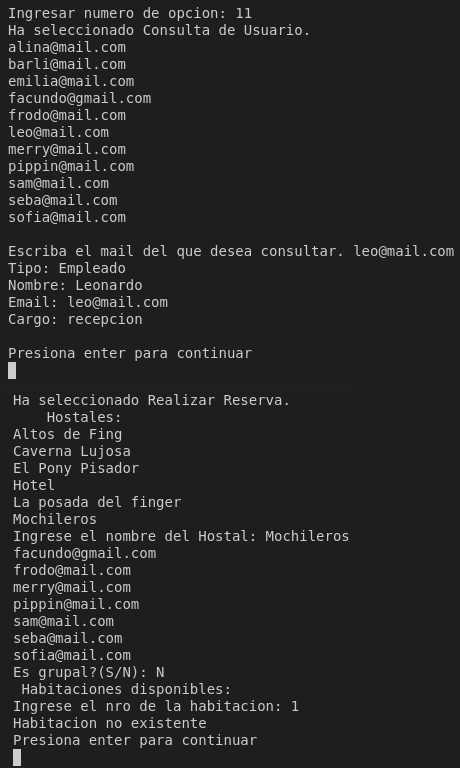 Ingresar numero de opcion: 11
Ha seleccionado Consulta de Usuario.
alina@mail.com
barli@mail.com
emilia@mail.com
facundo@gmail.com
frodo@mail.com
leo@mail.com
merry@mail.com
pippin@mail.com
sam@mail.com
seba@mail.com
sofia@mail.com
Escriba el mail del que desea consultar. leo@mail.com
Tipo: Empleado
Nombre: Leonardo
Email: leo@mail.com
Cargo: recepcion
Presiona enter para continuar
Ha seleccionado Realizar Reserva.
Hostales:
Altos de Fing
Caverna Lujosa
El Pony Pisador
Hotel
La posada del finger
Mochileros
Ingrese el nombre del Hostal: Mochileros
facundo@gmail.com
frodo@mail.com
merry@mail.com
pippin@mail.com
sam@mail.com
seba@mail.com
sofia@mail.com
Es grupal?(S/N): N
Habitaciones disponibles:
Ingrese el nro de la habitacion: 1
Habitacion no existente
Presiona enter para continuar